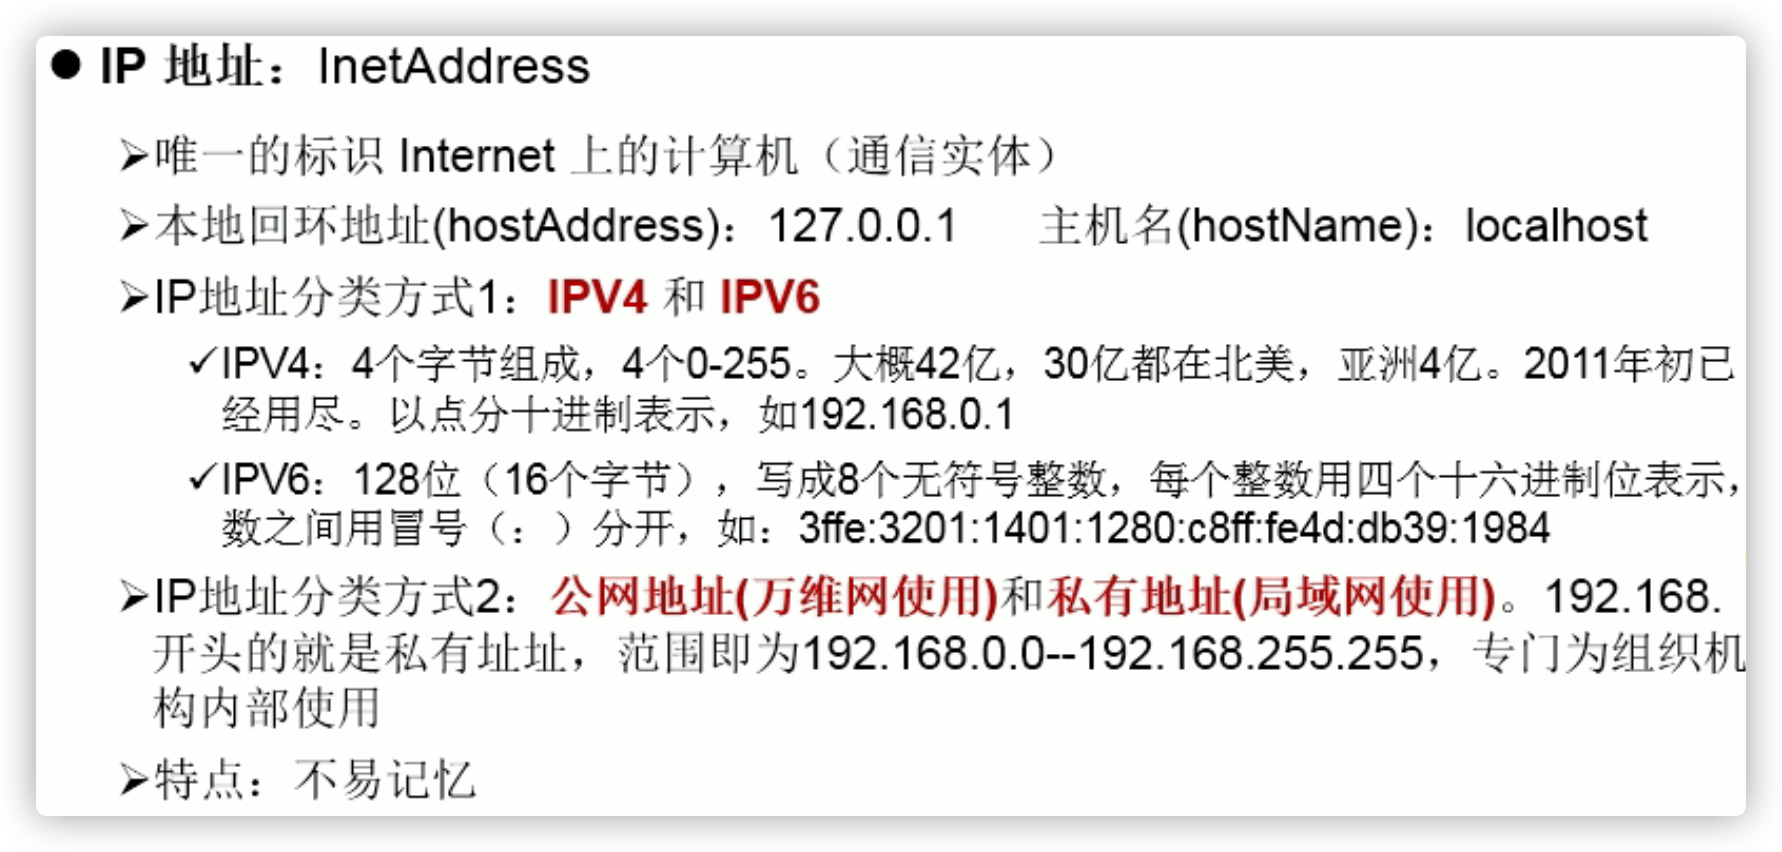 ● IP 地址：InetAddress
➢唯一的标识 Internet 上的计算机（通信实体）
➢本地回环地址(hostAddress)：127.0.0.1 主机名(hostName)：localhost
➢IP地址分类方式1：IPV4 和 IPV6
✓IPV4：4个字节组成，4个0-255。大概42亿，30亿都在北美，亚洲4亿。2011年初已
经用尽。以点分十进制表示，如192.168.0.1
✓IPV6：128位（16个字节），写成8个无符号整数，每个整数用四个十六进制位表示，
数之间用冒号（：）分开，如：3ffe:3201:1401:1280:c8ff:fe4d:db39:1984
➢IP地址分类方式2：公网地址(万维网使用)和私有地址(局域网使用)。192.168.
开头的就是私有址址，范围即为192.168.0.0--192.168.255.255，专门为组织机
构内部使用
➢特点：不易记忆